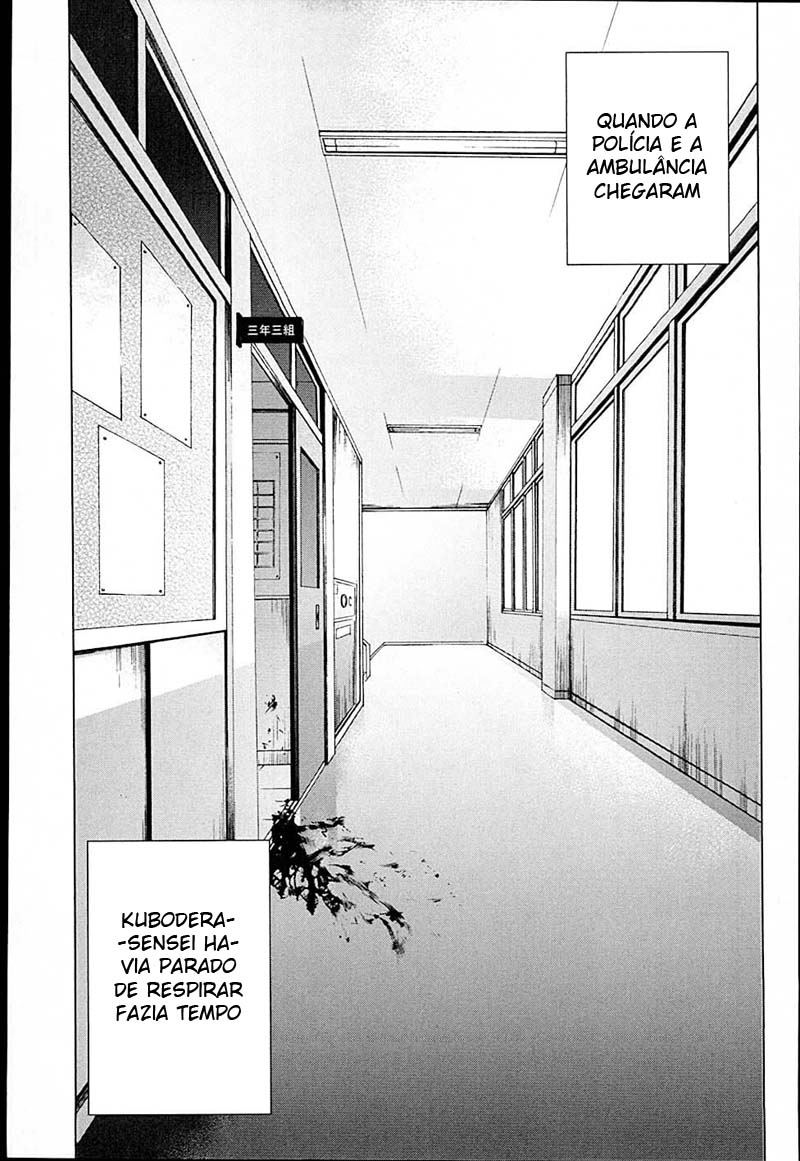 QUANDO A
POLÍCIA E A
AMBULÂNCIA
CHEGARAM
三年三組
KUBODERA-
-SENSEI HA-
VIA PARADO
DE RESPIRAR
FAZIA TEMPO